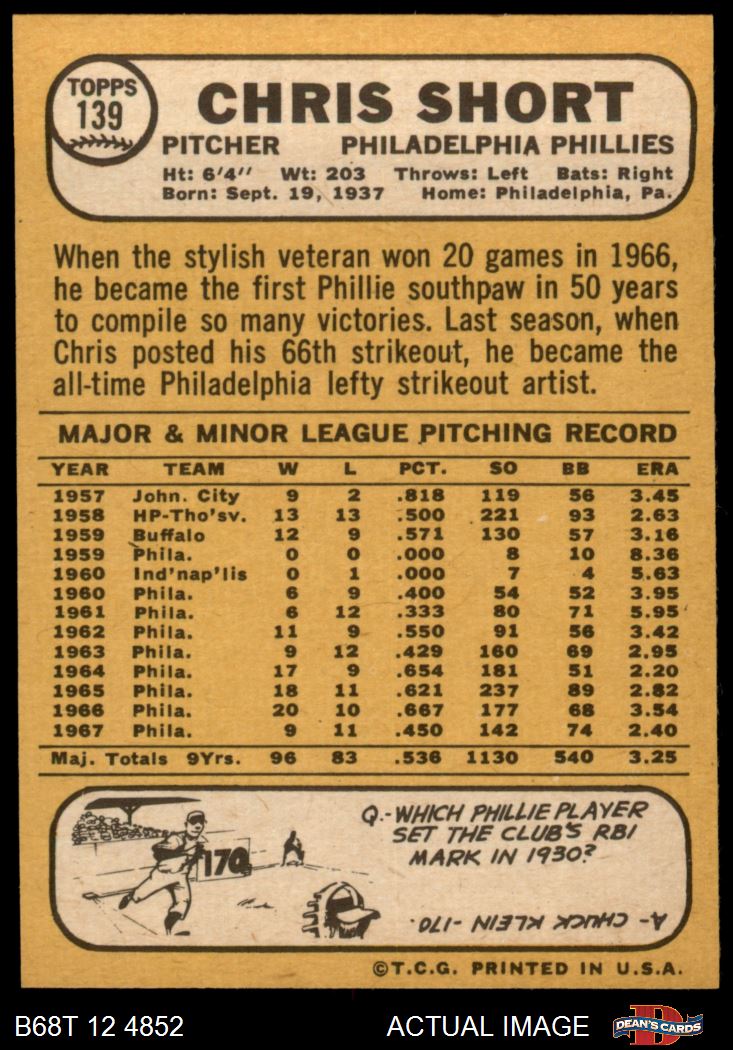 TOPPS
139
CHRIS SHORT
PITCHER PHILADELPHIA PHILLIES
Ht: 6'4" Wt: 203 Throws: Left Bats: Right
Born: Sept. 19, 1937 Home: Philadelphia, Pa.
When the stylish veteran won 20 games in 1966,
he became the first Phillie southpaw in 50 years
to compile so many victories. Last season, when
Chris posted his 66th strikeout, he became the
all-time Philadelphia lefty strikeout artist.
MAJOR & MINOR LEAGUE PITCHING RECORD
YEAR TEAM W L PCT. SO BB ERA
1957 John. City 9 2 .818 119 56 3.45
1958 HP-Tho'sv. 13 13 .500 221 93 2.63
1959 Buffalo 12 9 .571 130 57 3.16
1959 Phila. 0 0 .000 8 10 8.36
1960 Ind'nap'lis 0 1 .000 7 4 5.63
1960 Phila. 6 9 .400 54 52 3.95
1961 Phila. 6 12 .333 80 71 5.95
1962 Phila. 11 9 .550 91 56 3.42
1963 Phila. 9 12 .429 160 69 2.95
1964 Phila. 17 9 .654 181 51 2.20
1965 Phila. 18 11 .621 237 89 2.82
1966 Phila. 20 10 .667 177 68 3.54
1967 Phila. 9 11 .450 142 74 2.40
Maj. Totals 9Yrs. 96 83 .536 1130 540 3.25
170
Q.-WHICH PHILLIE PLAYER
SET THE CLUB'S RBI
MARK IN 1930?
A- CHUCK KLEIN-170.
©T.C.G. PRINTED IN U.S.A.
B68T 12 4852 ACTUAL IMAGE
D
DEAN'S CARDS